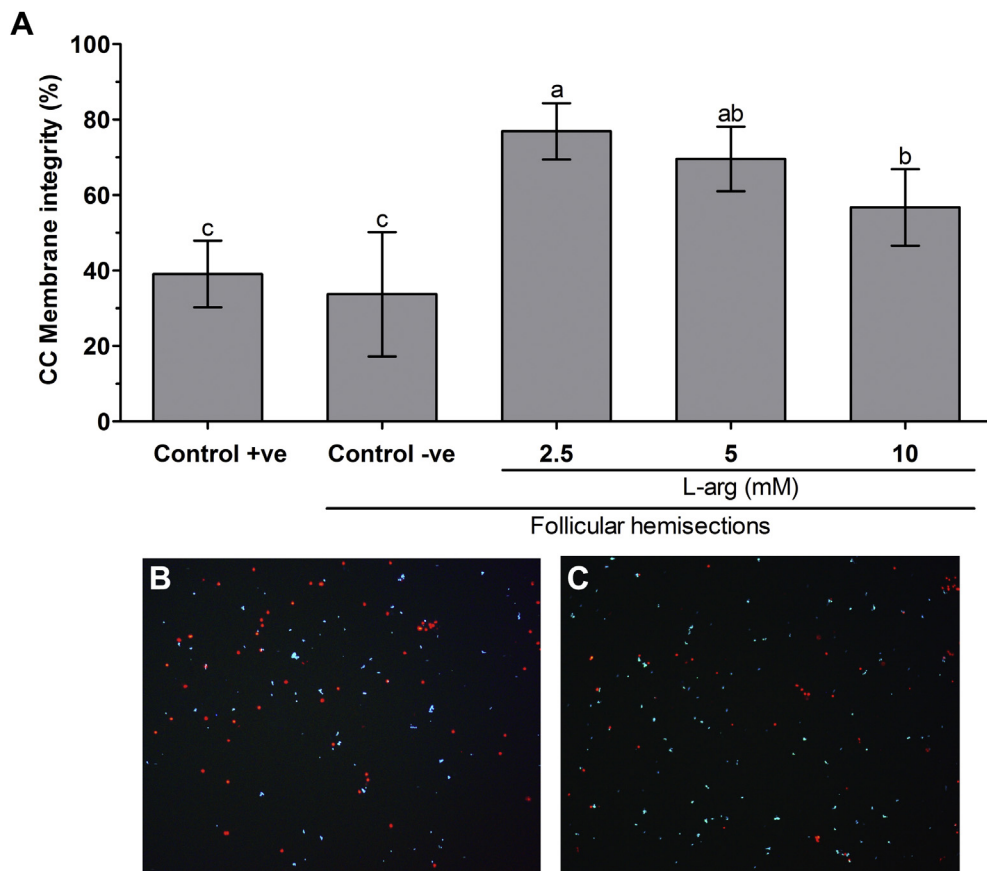 A
100
80
60
40
20
0
CC Membrane integrity (%)
c
c
a
ab
b
Control +ve
Control -ve
2.5
5
10
L-arg (mM)
Follicular hemisections
B
C